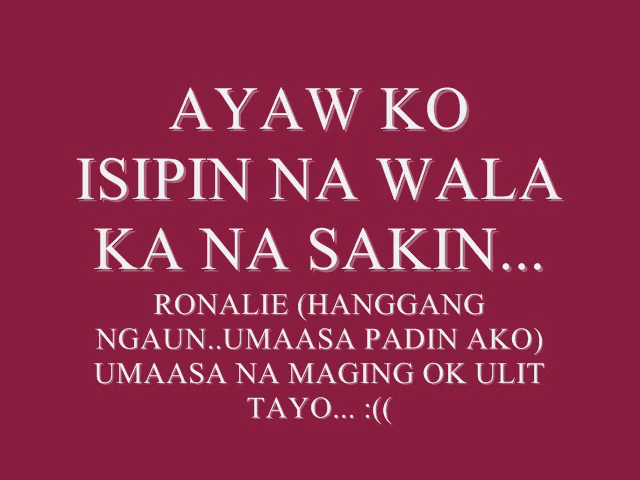 AYAW KO
ISIPIN NA WALA
KA NA SAKIN...
RONALIE (HANGGANG
NGAUN..UMAASA PADIN AKO)
UMAASA NA MAGING OK ULIT
TAYO... :((